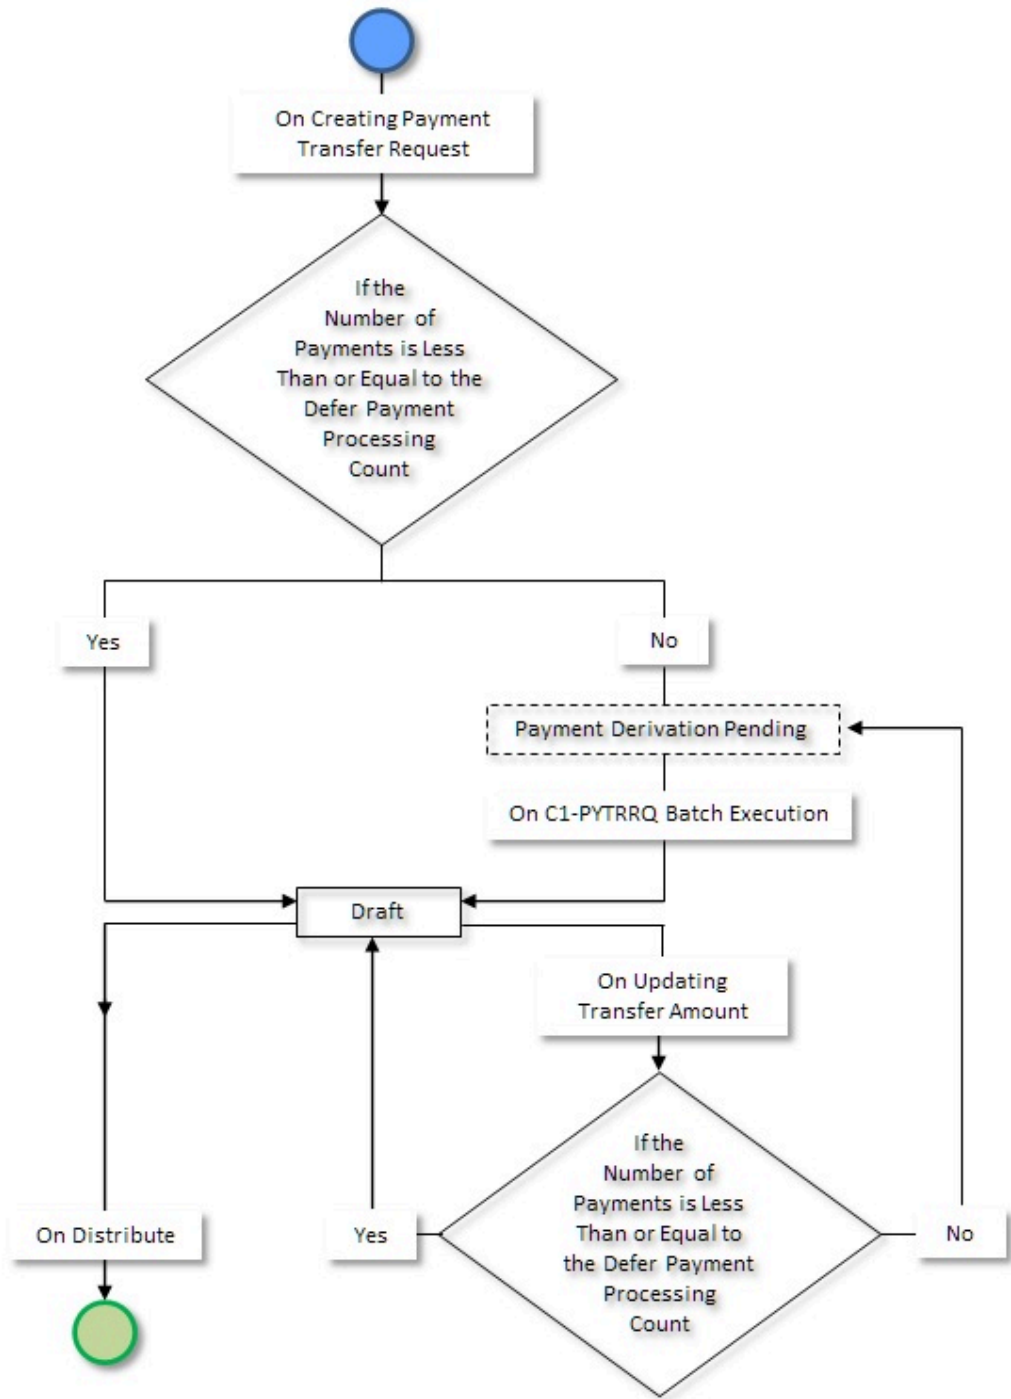 On Creating Payment
Transfer Request
If the
Number of
Payments is Less
Than or Equal to the
Defer Payment
Processing
Count
Yes
No
Payment Derivation Pending
On C1-PYTRRQ Batch Execution
Draft
On Updating
Transfer Amount
If the
Number of
Payments is Less
Than or Equal to
the Defer Payment
Processing
Count
On Distribute
Yes
No